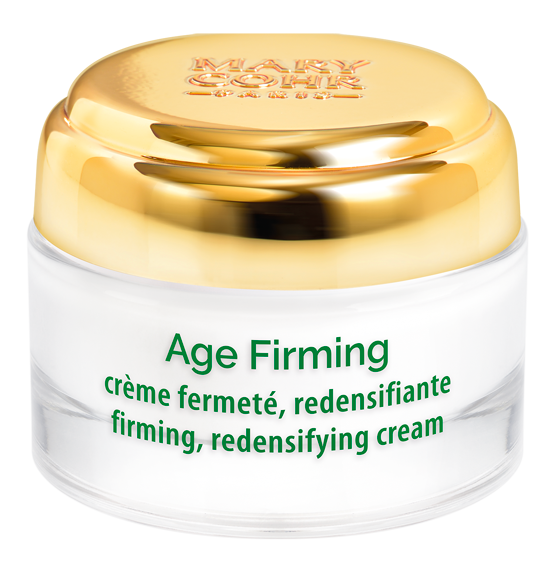 MARY
COHR
PARIS
Age Firming
crème fermeté, redensifiante
firming, redensifying cream